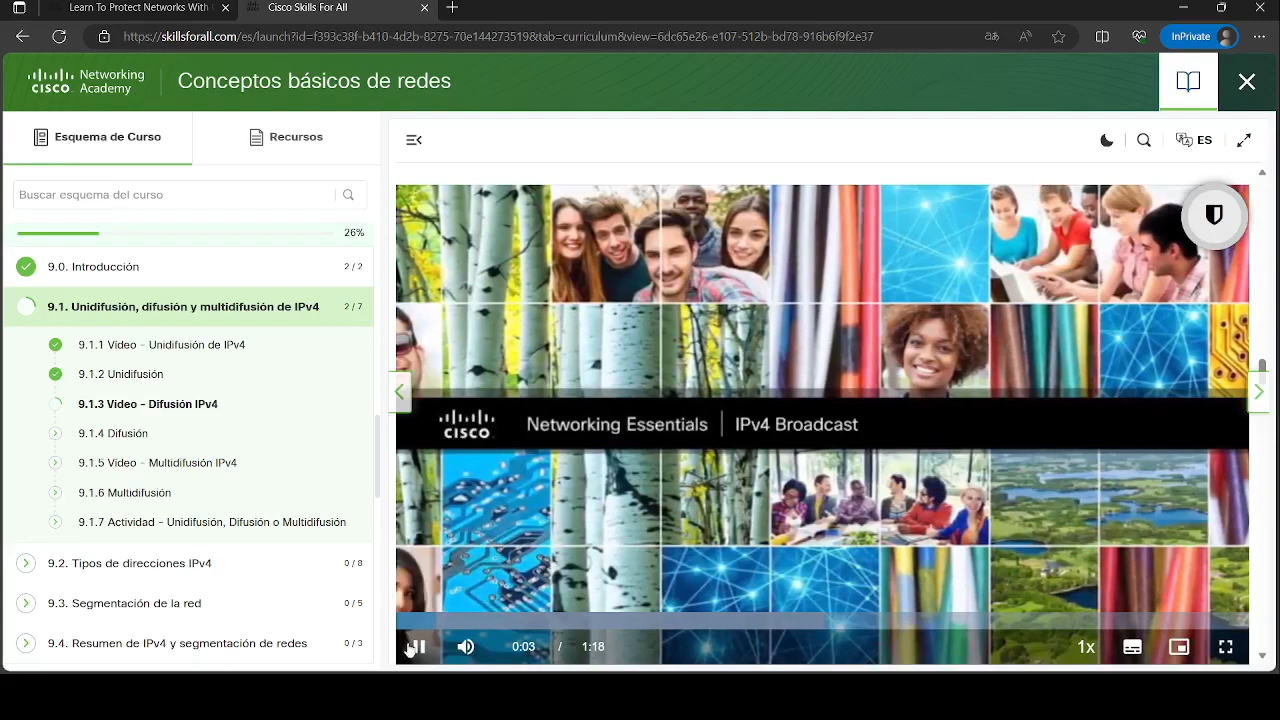 Learn To Protect Networks With
Cisco Skills For All
https://skillsforall.com/es/launch?id=f393c38f-b410-4d2b-8275-70e144273519&tab=curriculum&view=6dc65e26-e107-512b-bd78-916b6f9f2e37
InPrivate
CISCO Networking Academy
Conceptos básicos de redes
Esquema de Curso
Recursos
ES
Buscar esquema del curso
26%
9.0. Introducción 2 / 2
9.1. Unidifusión, difusión y multidifusión de IPv4 2 / 7
9.1.1 Video - Unidifusión de IPv4
9.1.2 Unidifusión
9.1.3 Video - Difusión IPv4
9.1.4 Difusión
9.1.5 Video - Multidifusión IPv4
9.1.6 Multidifusión
9.1.7 Actividad - Unidifusión, Difusión o Multidifusión
9.2. Tipos de direcciones IPv4 0 / 8
9.3. Segmentación de la red 0 / 5
9.4. Resumen de IPv4 y segmentación de redes 0 / 3
CISCO Networking Essentials | IPv4 Broadcast
0:03 / 1:18
1x